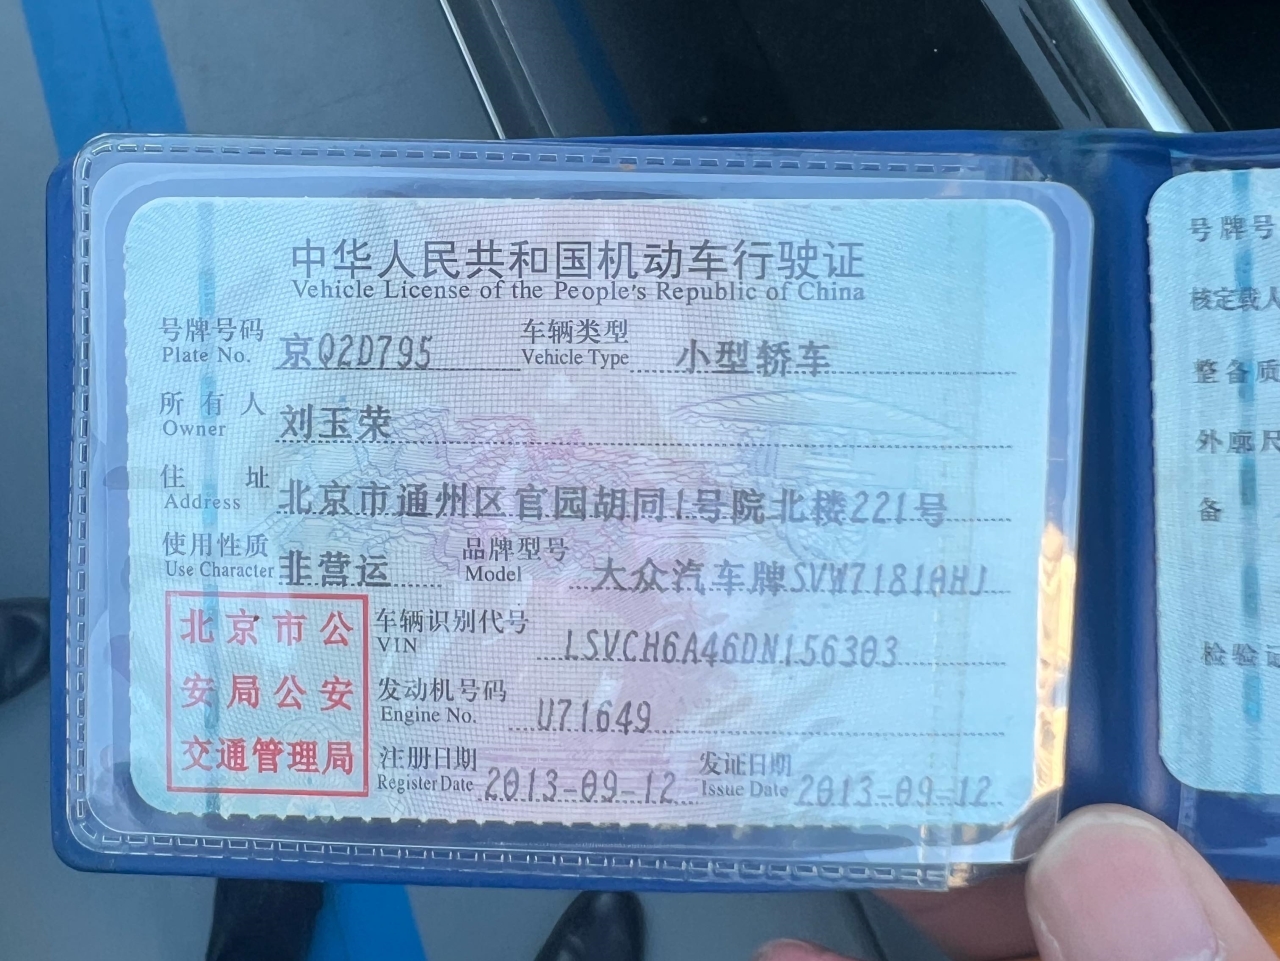 中华人民共和国机动车行驶证
Vehicle License of the People's Republic of China
号牌号码 京Q2D795 车辆类型 小型轿车
Plate No. Vehicle Type
所有人 刘玉荣
Owner
住址 北京市通州区官园胡同1号院北楼221号
Address
使用性质 非营运 品牌型号 大众汽车牌SVW7181AHJ
Use Character Model
北京市公
安局公安
交通管理局
车辆识别代号 LSVCH6A46DN156303
VIN
发动机号码 U71649
Engine No.
注册日期 2013-09-12 发证日期 2013-09-12
Register Date Issue Date
号牌号
核定载人
整备质
外廓尺
备
检验记